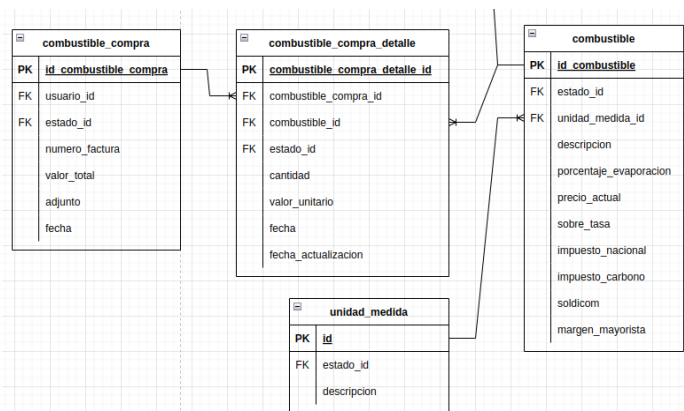 combustible_compra
PK id_combustible_compra
FK usuario_id
FK estado_id
numero_factura
valor_total
adjunto
fecha
combustible_compra_detalle
PK combustible_compra_detalle_id
FK combustible_compra_id
FK combustible_id
FK estado_id
cantidad
valor_unitario
fecha
fecha_actualizacion
combustible
PK id_combustible
FK estado_id
FK unidad_medida_id
descripcion
porcentaje_evaporacion
precio_actual
sobre_tasa
impuesto_nacional
impuesto_carbono
soldicom
margen_mayorista
unidad_medida
PK id
FK estado_id
descripcion